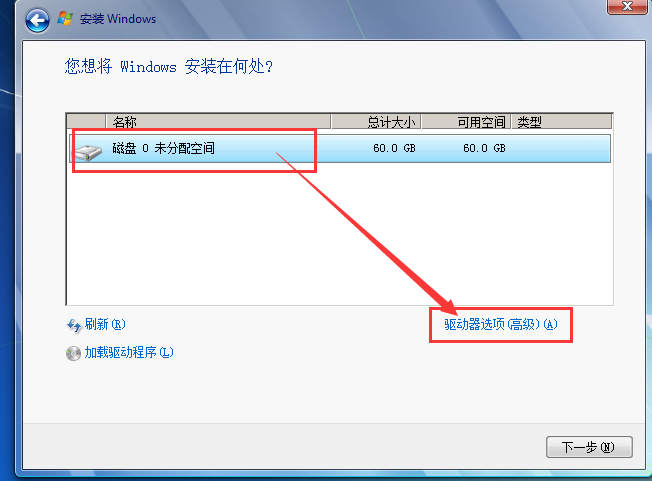 安装 Windows
您想将 Windows 安装在何处?
名称 总计大小 可用空间 类型
磁盘 0 未分配空间 60.0 GB 60.0 GB
刷新(R) 驱动器选项(高级)(A)
加载驱动程序(L)
下一步(N)